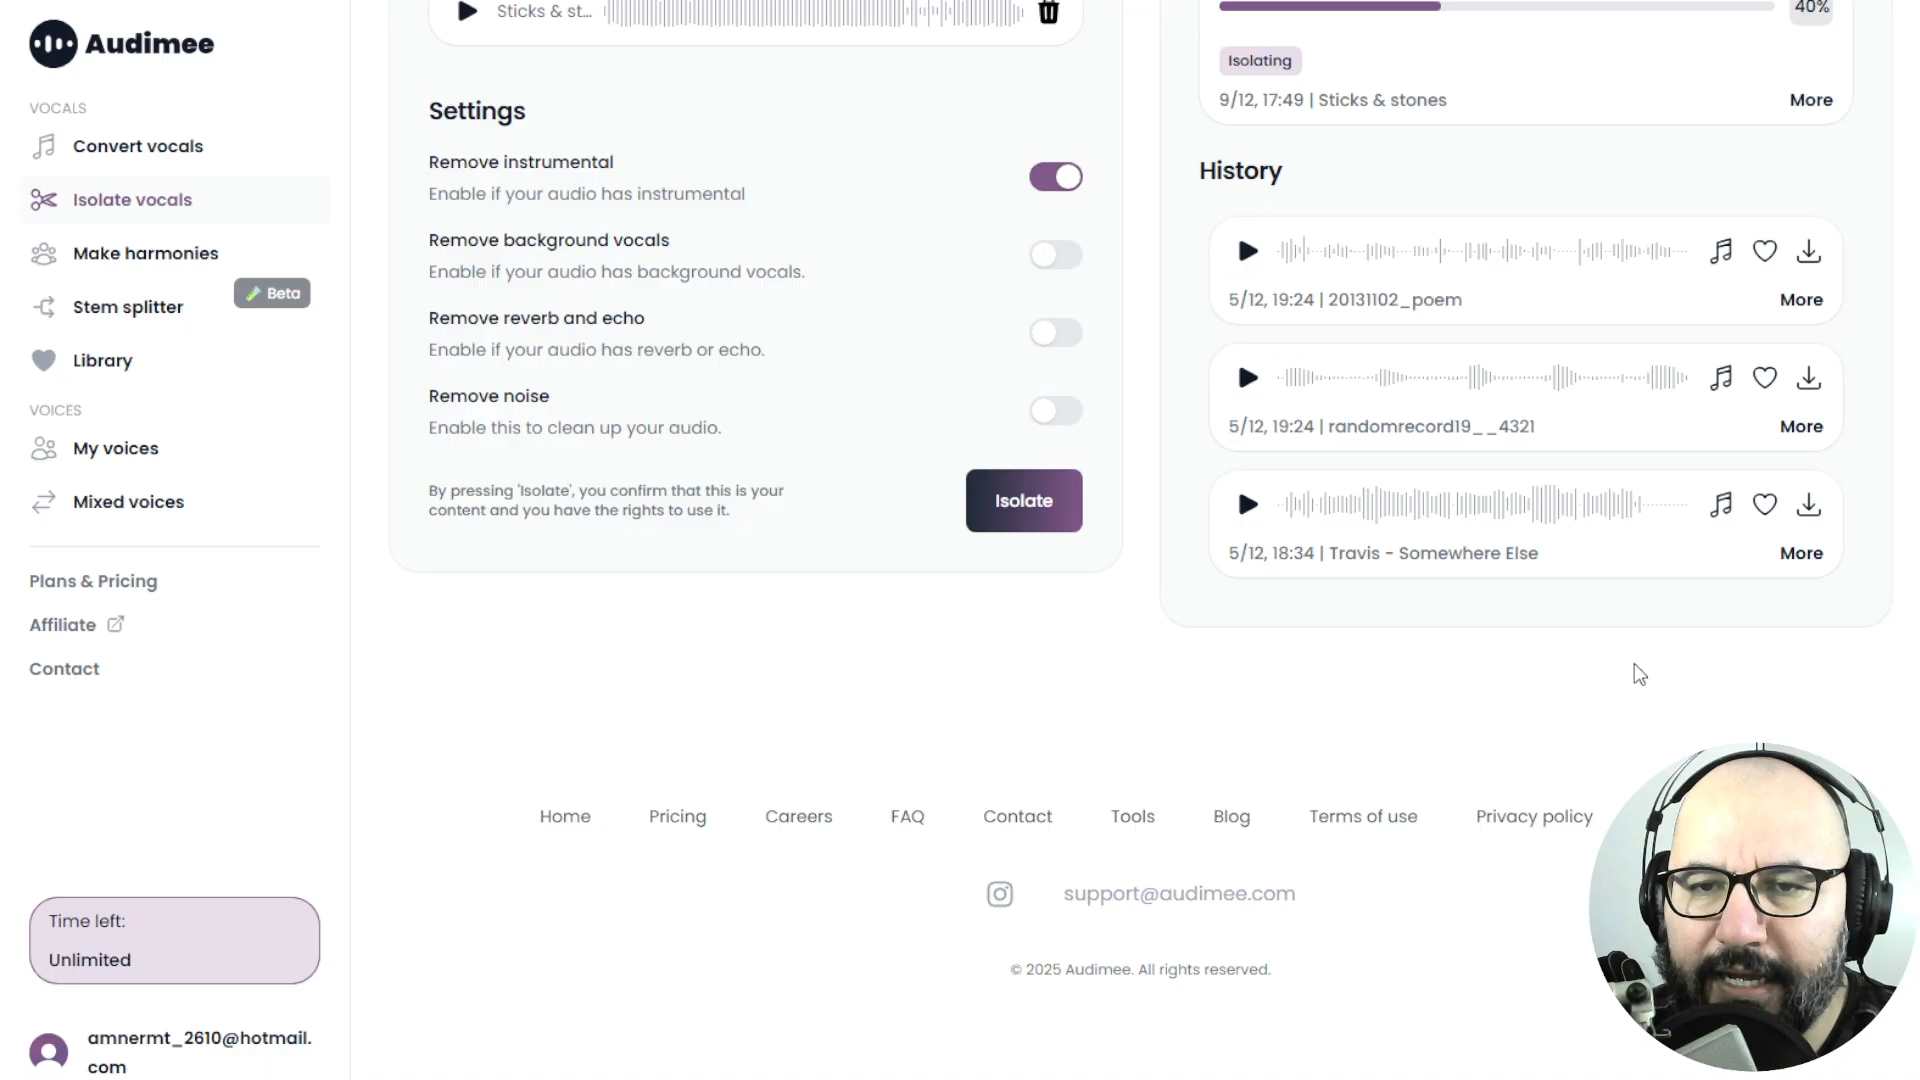 Audimee
VOCALS
Convert vocals
Isolate vocals
Make harmonies
Beta
Stem splitter
Library
VOICES
My voices
Mixed voices
Plans & Pricing
Affiliate
Contact
Time left:
Unlimited
amnermt_2610@hotmail.
com
Sticks & st...
Settings
Remove instrumental
Enable if your audio has instrumental
Remove background vocals
Enable if your audio has background vocals.
Remove reverb and echo
Enable if your audio has reverb or echo.
Remove noise
Enable this to clean up your audio.
By pressing 'Isolate', you confirm that this is your
content and you have the rights to use it.
Isolate
40%
Isolating
9/12, 17:49 | Sticks & stones
More
History
5/12, 19:24 | 20131102_poem
More
5/12, 19:24 | randomrecord19__4321
More
5/12, 18:34 | Travis - Somewhere Else
More
Home Pricing Careers FAQ Contact Tools Blog Terms of use Privacy policy
support@audimee.com
© 2025 Audimee. All rights reserved.